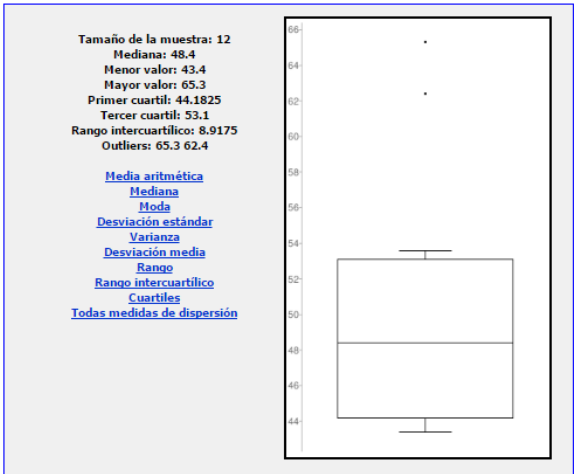 Tamaño de la muestra: 12
Mediana: 48.4
Menor valor: 43.4
Mayor valor: 65.3
Primer cuartil: 44.1825
Tercer cuartil: 53.1
Rango intercuartílico: 8.9175
Outliers: 65.3 62.4
Media aritmética
Mediana
Moda
Desviación estándar
Varianza
Desviación media
Rango
Rango intercuartílico
Cuartiles
Todas medidas de dispersión
66
64
62
60
58
56
54
52
50
48
46
44